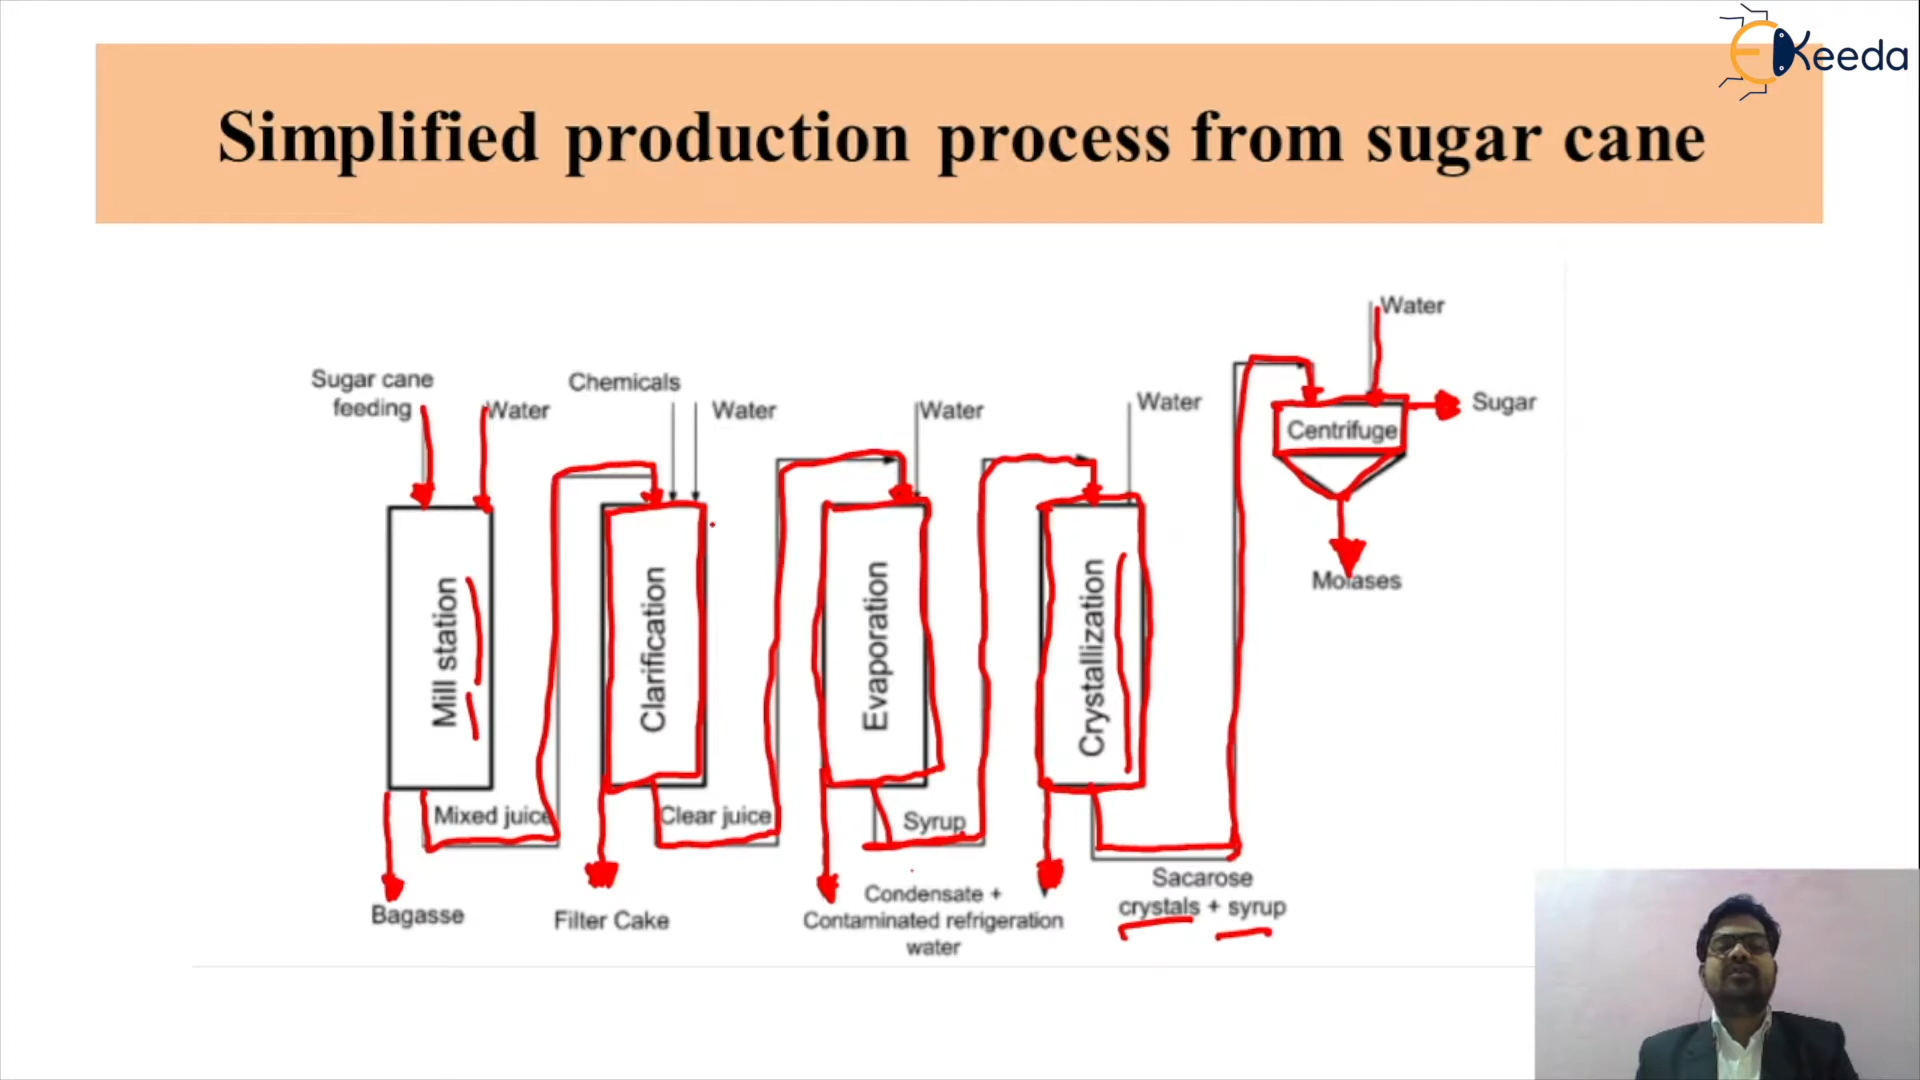 EKeeda
Simplified production process from sugar cane
Water
Sugar cane
feeding
Water
Chemicals
Water
Water
Water
Centrifuge
Sugar
Molases
Mill station
Clarification
Evaporation
Crystallization
Mixed juice
Clear juice
Syrup
Bagasse
Filter Cake
Condensate +
Contaminated refrigeration
water
Sacarose
crystals + syrup